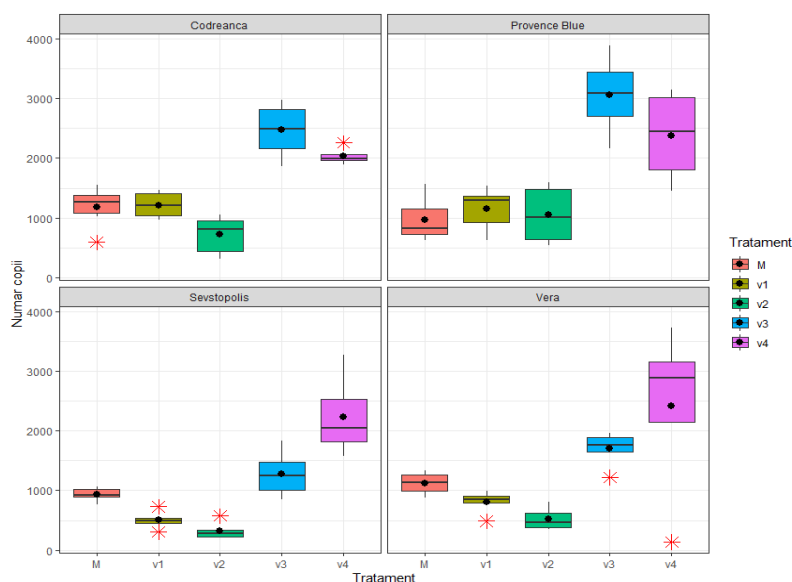 Codreanca
Provence Blue
4000
3000
2000
1000
0
Sevstopolis
Vera
4000
3000
2000
1000
0
M v1 v2 v3 v4
M v1 v2 v3 v4
Tratament
Numar copii
Tratament
M
v1
v2
v3
v4